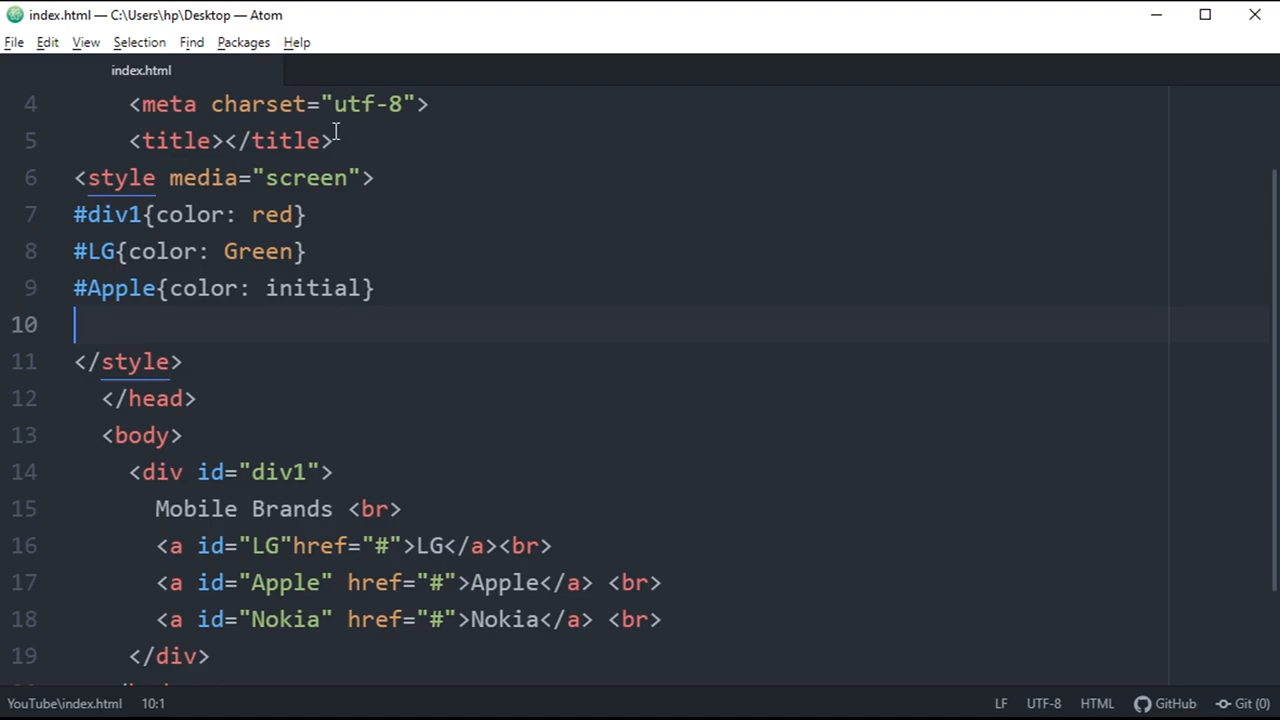 index.html — C:\Users\hp\Desktop — Atom
File Edit View Selection Find Packages Help
index.html
4 <meta charset="utf-8">
5 <title></title>
6 <style media="screen">
7 #div1{color: red}
8 #LG{color: Green}
9 #Apple{color: initial}
10
11 </style>
12 </head>
13 <body>
14 <div id="div1">
15 Mobile Brands <br>
16 <a id="LG"href="#">LG</a><br>
17 <a id="Apple" href="#">Apple</a> <br>
18 <a id="Nokia" href="#">Nokia</a> <br>
19 </div>
YouTube\index.html 10:1 LF UTF-8 HTML GitHub Git (0)